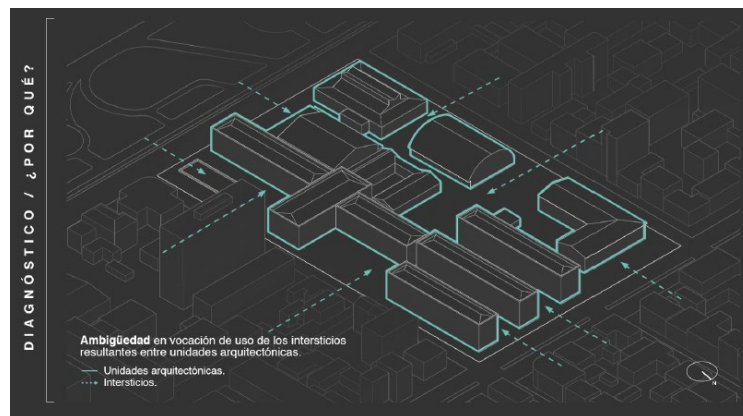 DIAGNÓSTICO / ¿POR QUÉ?
Ambigüedad en vocación de uso de los intersticios
resultantes entre unidades arquitectónicas.
Unidades arquitectónicas.
Intersticios.
N